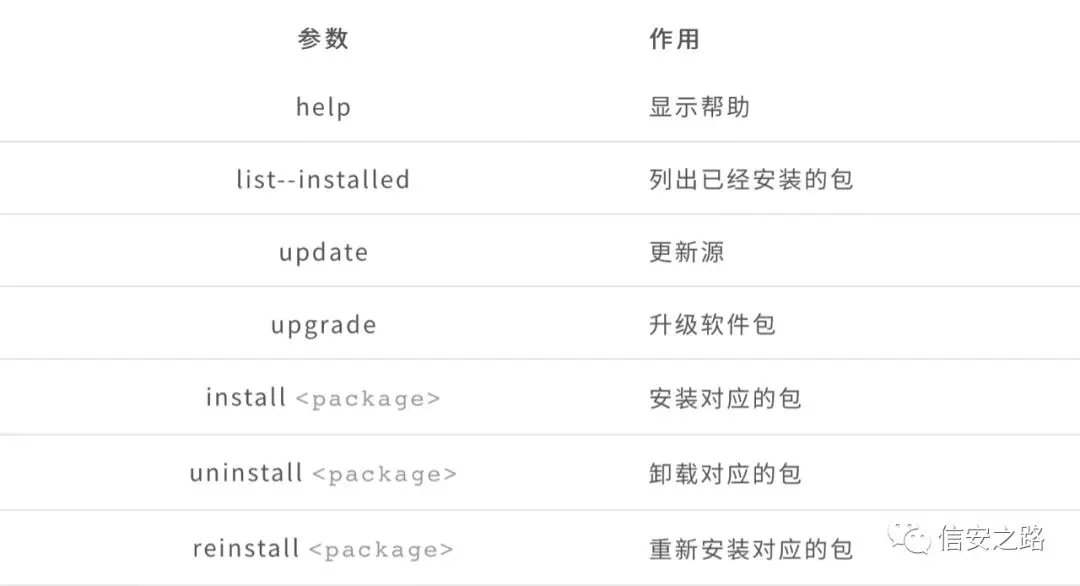 参数 作用
help 显示帮助
list--installed 列出已经安装的包
update 更新源
upgrade 升级软件包
install <package> 安装对应的包
uninstall <package> 卸载对应的包
reinstall <package> 重新安装对应的包
信安之路